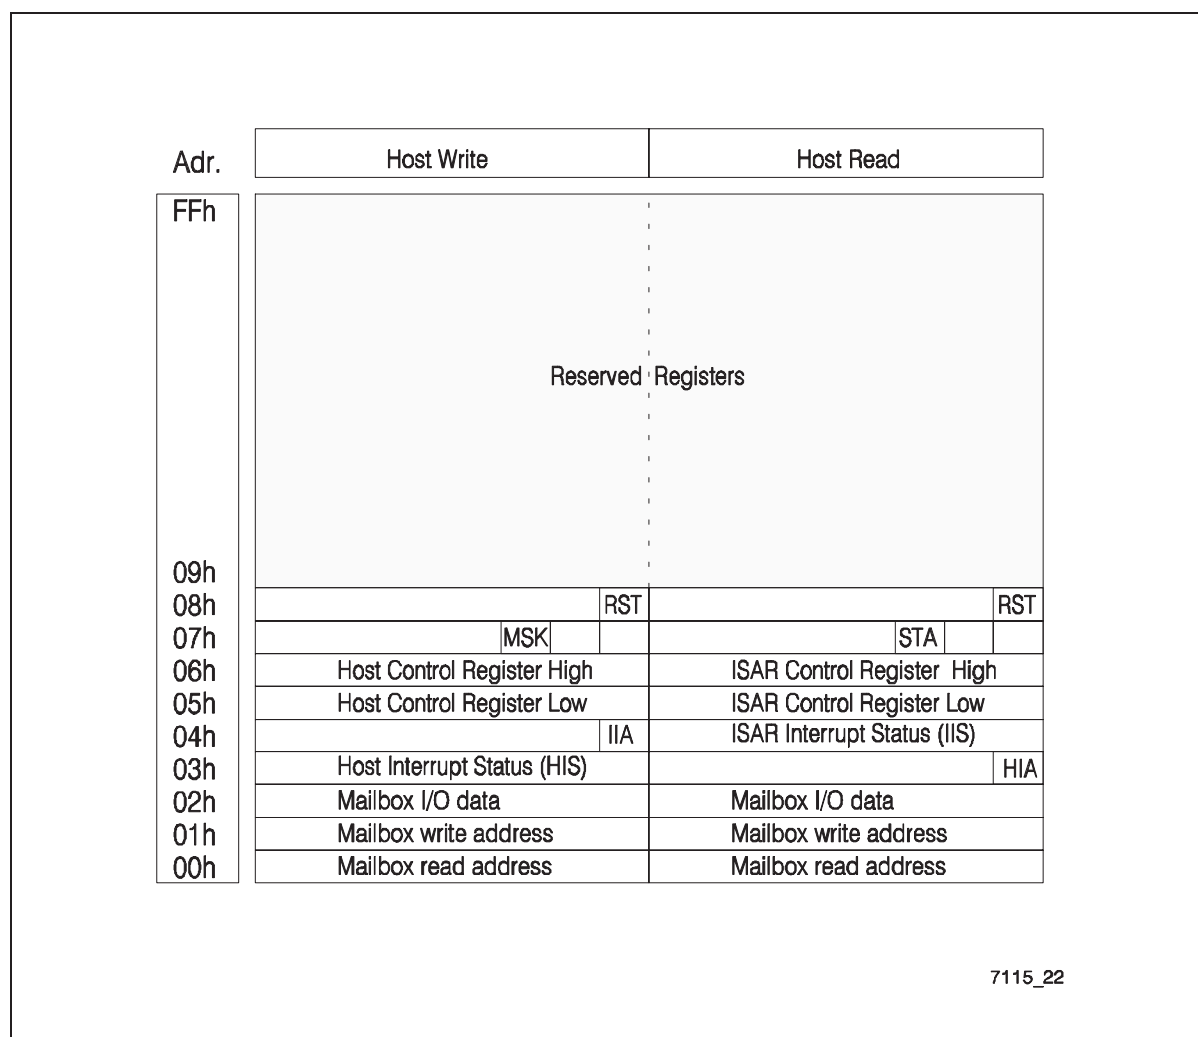 Adr. Host Write Host Read
FFh
Reserved Registers
09h
08h RST RST
07h MSK STA
06h Host Control Register High ISAR Control Register High
05h Host Control Register Low ISAR Control Register Low
04h IIA ISAR Interrupt Status (IIS)
03h Host Interrupt Status (HIS) HIA
02h Mailbox I/O data Mailbox I/O data
01h Mailbox write address Mailbox write address
00h Mailbox read address Mailbox read address
7115_22